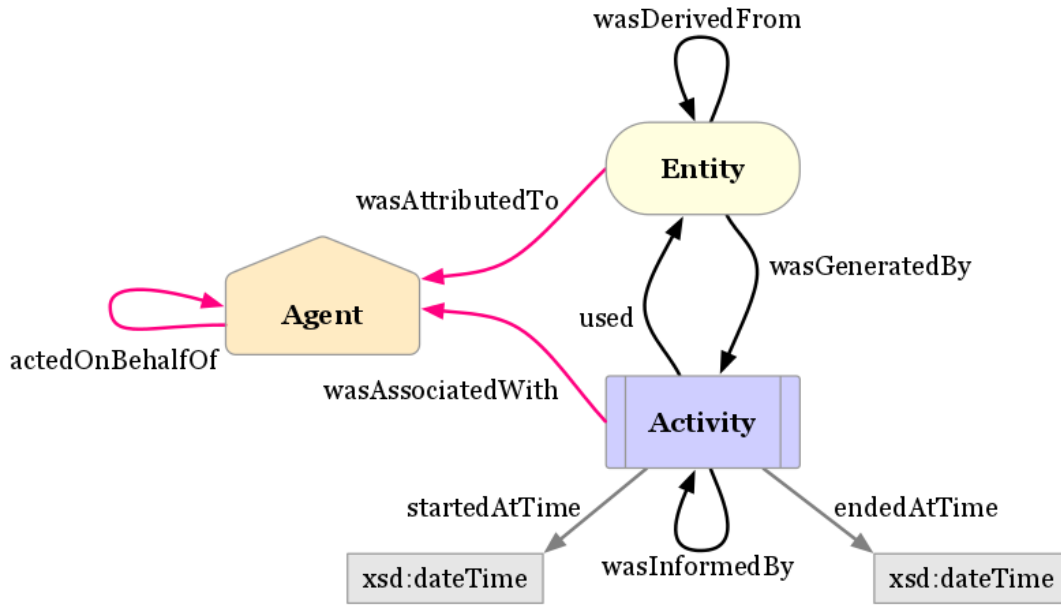 wasDerivedFrom
Entity
wasAttributedTo
wasGeneratedBy
Agent
used
actedOnBehalfOf
wasAssociatedWith
Activity
startedAtTime
endedAtTime
wasInformedBy
xsd:dateTime
xsd:dateTime